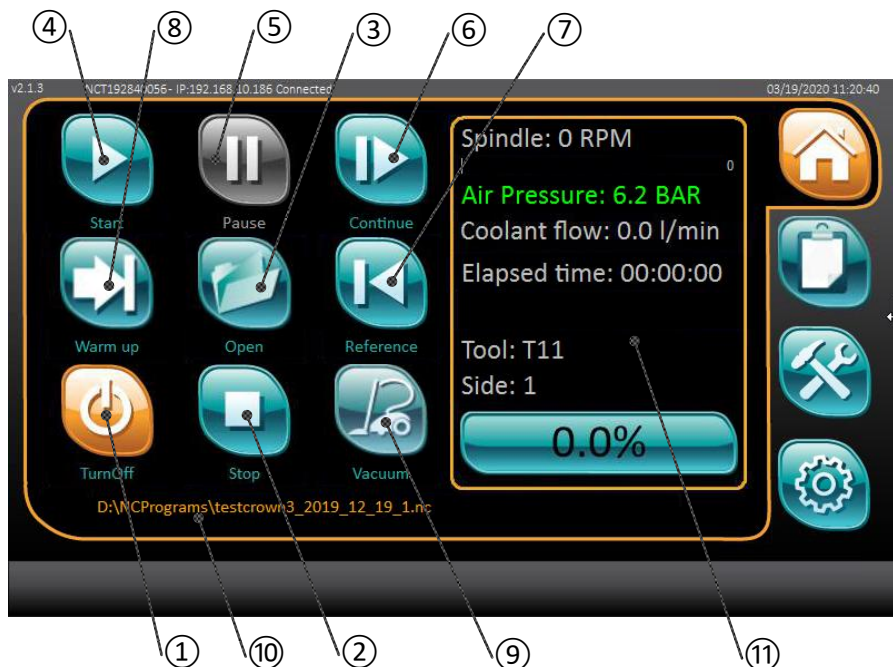 ④ ⑧ ⑤ ③ ⑥ ⑦
v2.1.3 NCT192840056- IP:192.168.10.186 Connected 03/19/2020 11:20:40
Start Pause Continue
Warm up Open Reference
TurnOff Stop Vacuum
D:\NCPrograms\testcrown3_2019_12_19_1.nc
Spindle: 0 RPM
0
Air Pressure: 6.2 BAR
Coolant flow: 0.0 l/min
Elapsed time: 00:00:00
Tool: T11
Side: 1
0.0%
① ⑩ ② ⑨ ⑪